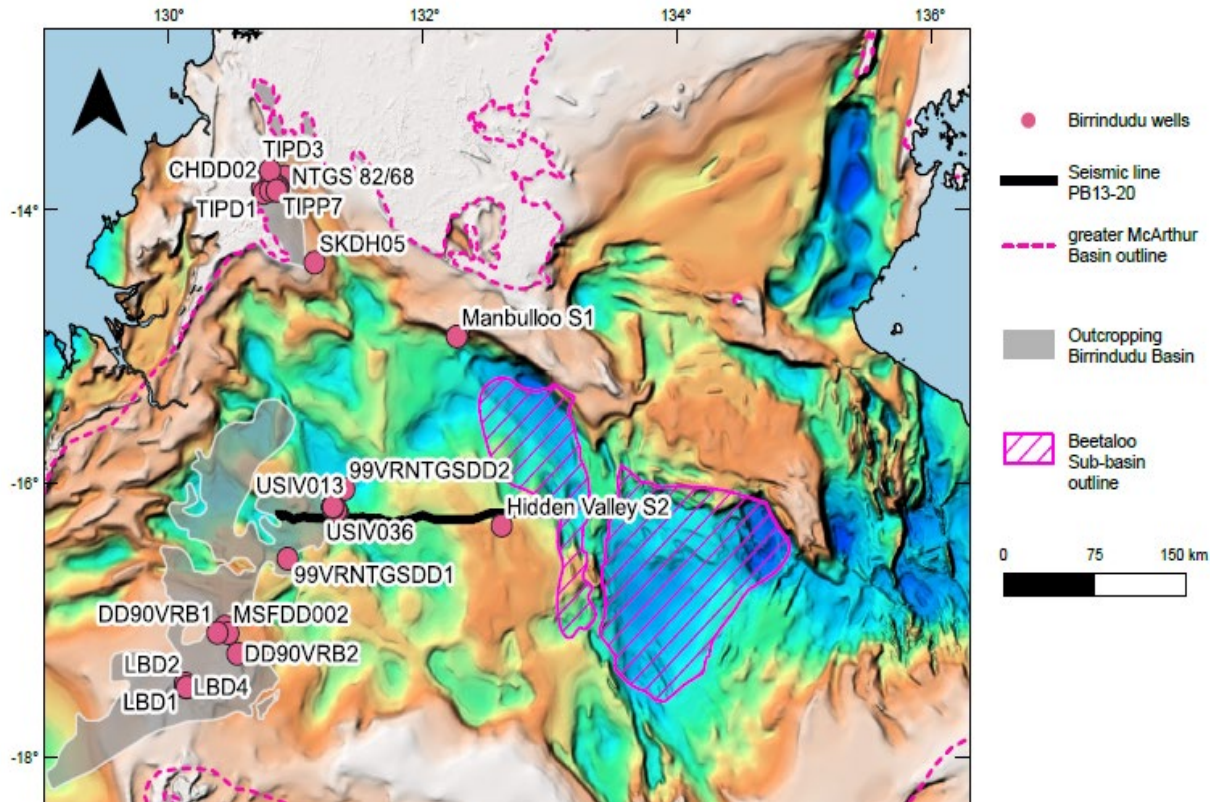 130°
132°
134°
136°
-14°
-16°
-18°
TIPD3
CHDD02
NTGS 82/68
TIPD1
TIPP7
SKDH05
Manbulloo S1
99VRNTGSDD2
USIV013
Hidden Valley S2
USIV036
99VRNTGSDD1
DD90VRB1
MSFDD002
DD90VRB2
LBD2
LBD4
LBD1
Birrindudu wells
Seismic line
PB13-20
greater McArthur
Basin outline
Outcropping
Birrindudu Basin
Beetaloo
Sub-basin
outline
0 75 150 km